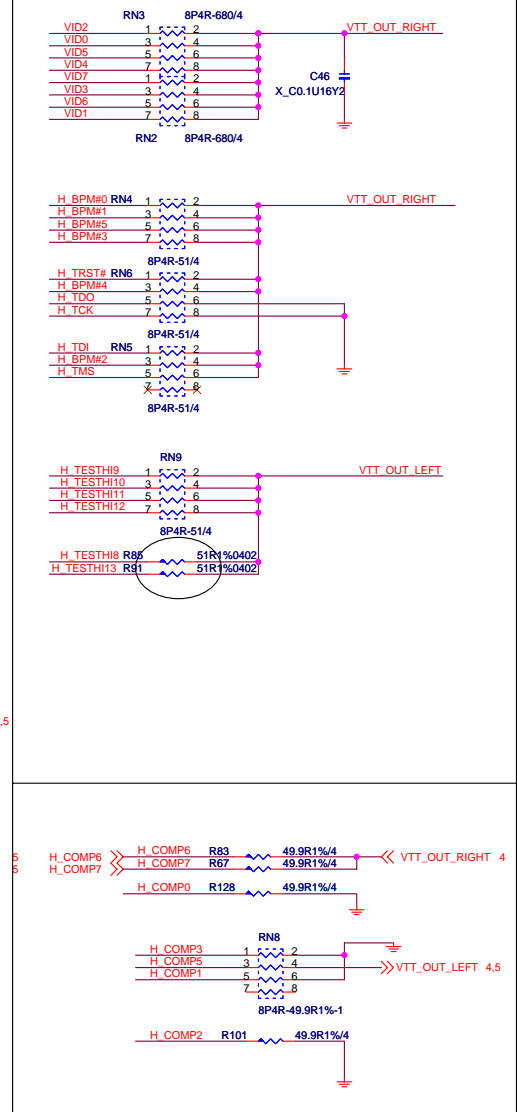 RN3 8P4R-680/4
VID2 1 2 VTT_OUT_RIGHT
VID0 3 4
VID5 5 6
VID4 7 8
VID7 1 2 C46
VID3 3 4 X_C0.1U16Y2
VID6 5 6
VID1 7 8
RN2 8P4R-680/4
H_BPM#0 RN4 1 2 VTT_OUT_RIGHT
H_BPM#1 3 4
H_BPM#5 5 6
H_BPM#3 7 8
8P4R-51/4
H_TRST# RN6 1 2
H_BPM#4 3 4
H_TDO 5 6
H_TCK 7 8
8P4R-51/4
H_TDI RN5 1 2
H_BPM#2 3 4
H_TMS 5 6
7 8
8P4R-51/4
RN9
H_TESTHI9 1 2 VTT_OUT_LEFT
H_TESTHI10 3 4
H_TESTHI11 5 6
H_TESTHI12 7 8
8P4R-51/4
H_TESTHI8 R85 51R1%0402
H_TESTHI13 R91 51R1%0402
,5
5 H_COMP6 H_COMP6 R83 49.9R1%/4 VTT_OUT_RIGHT 4
5 H_COMP7 H_COMP7 R67 49.9R1%/4
H_COMP0 R128 49.9R1%/4
RN8
H_COMP3 1 2
H_COMP5 3 4 VTT_OUT_LEFT 4,5
H_COMP1 5 6
7 8
8P4R-49.9R1%-1
H_COMP2 R101 49.9R1%/4